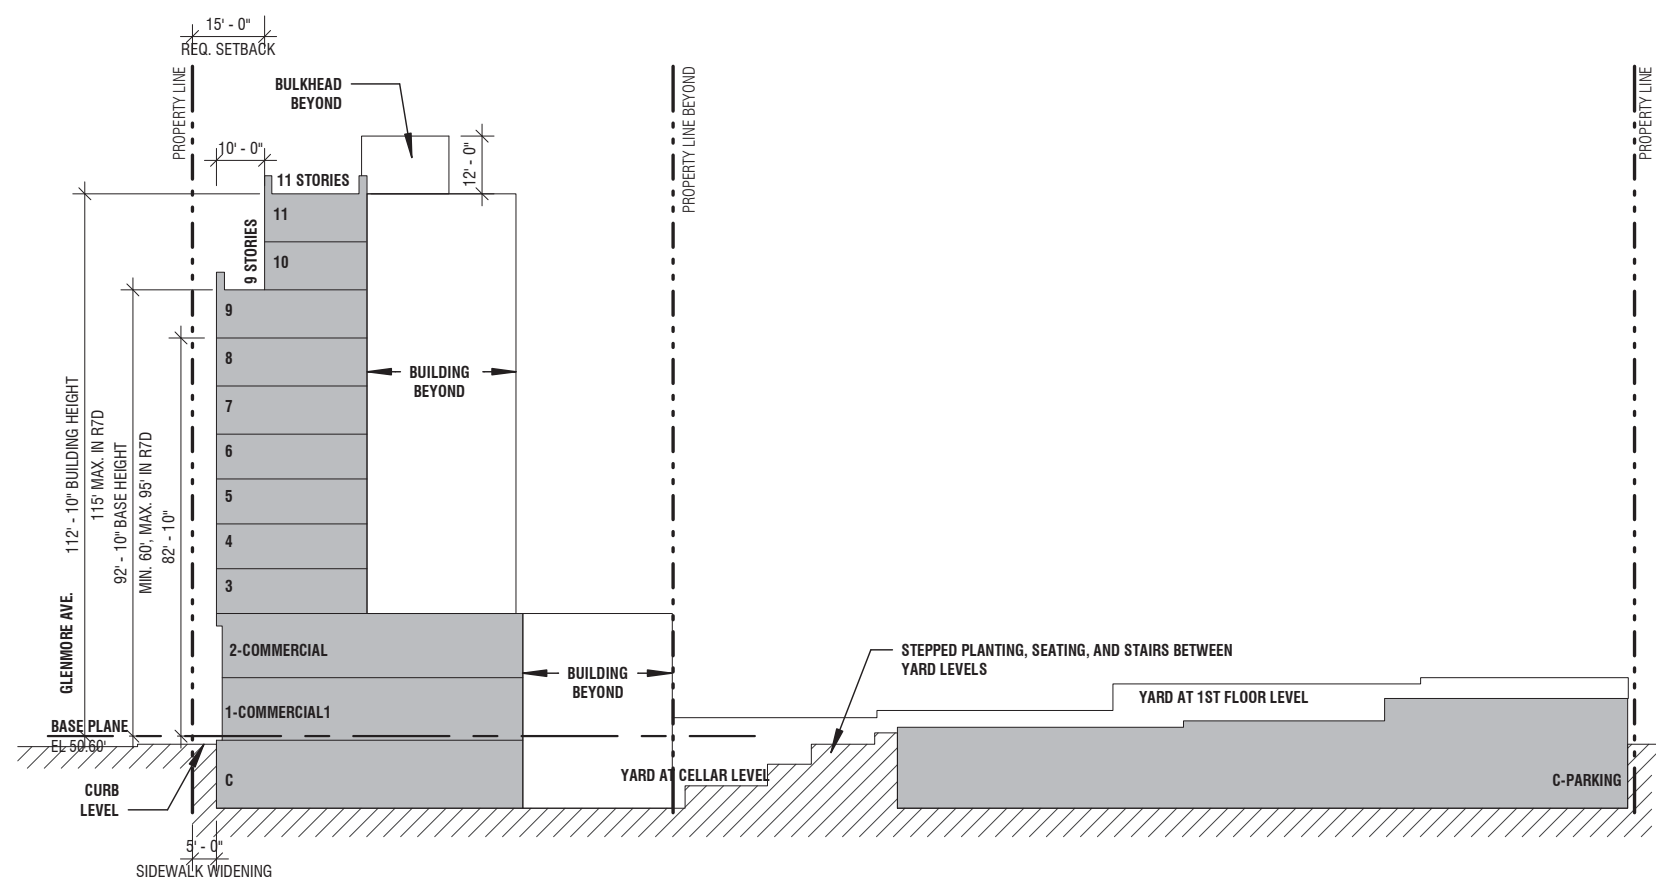 15' - 0"
REQ. SETBACK
PROPERTY LINE
BULKHEAD
BEYOND
PROPERTY LINE BEYOND
PROPERTY LINE
10' - 0"
12' - 0"
11 STORIES
11
9 STORIES
10
9
8
BUILDING
BEYOND
7
6
5
4
3
112' - 10" BUILDING HEIGHT
115' MAX. IN R7D
92' - 10" BASE HEIGHT
MIN. 60', MAX. 95' IN R7D
82' - 10"
GLENMORE AVE.
2-COMMERCIAL
BUILDING
BEYOND
STEPPED PLANTING, SEATING, AND STAIRS BETWEEN
YARD LEVELS
YARD AT 1ST FLOOR LEVEL
1-COMMERCIAL1
BASE PLANE
EL 50.60'
YARD AT CELLAR LEVEL
C
C-PARKING
CURB
LEVEL
5' - 0"
SIDEWALK WIDENING